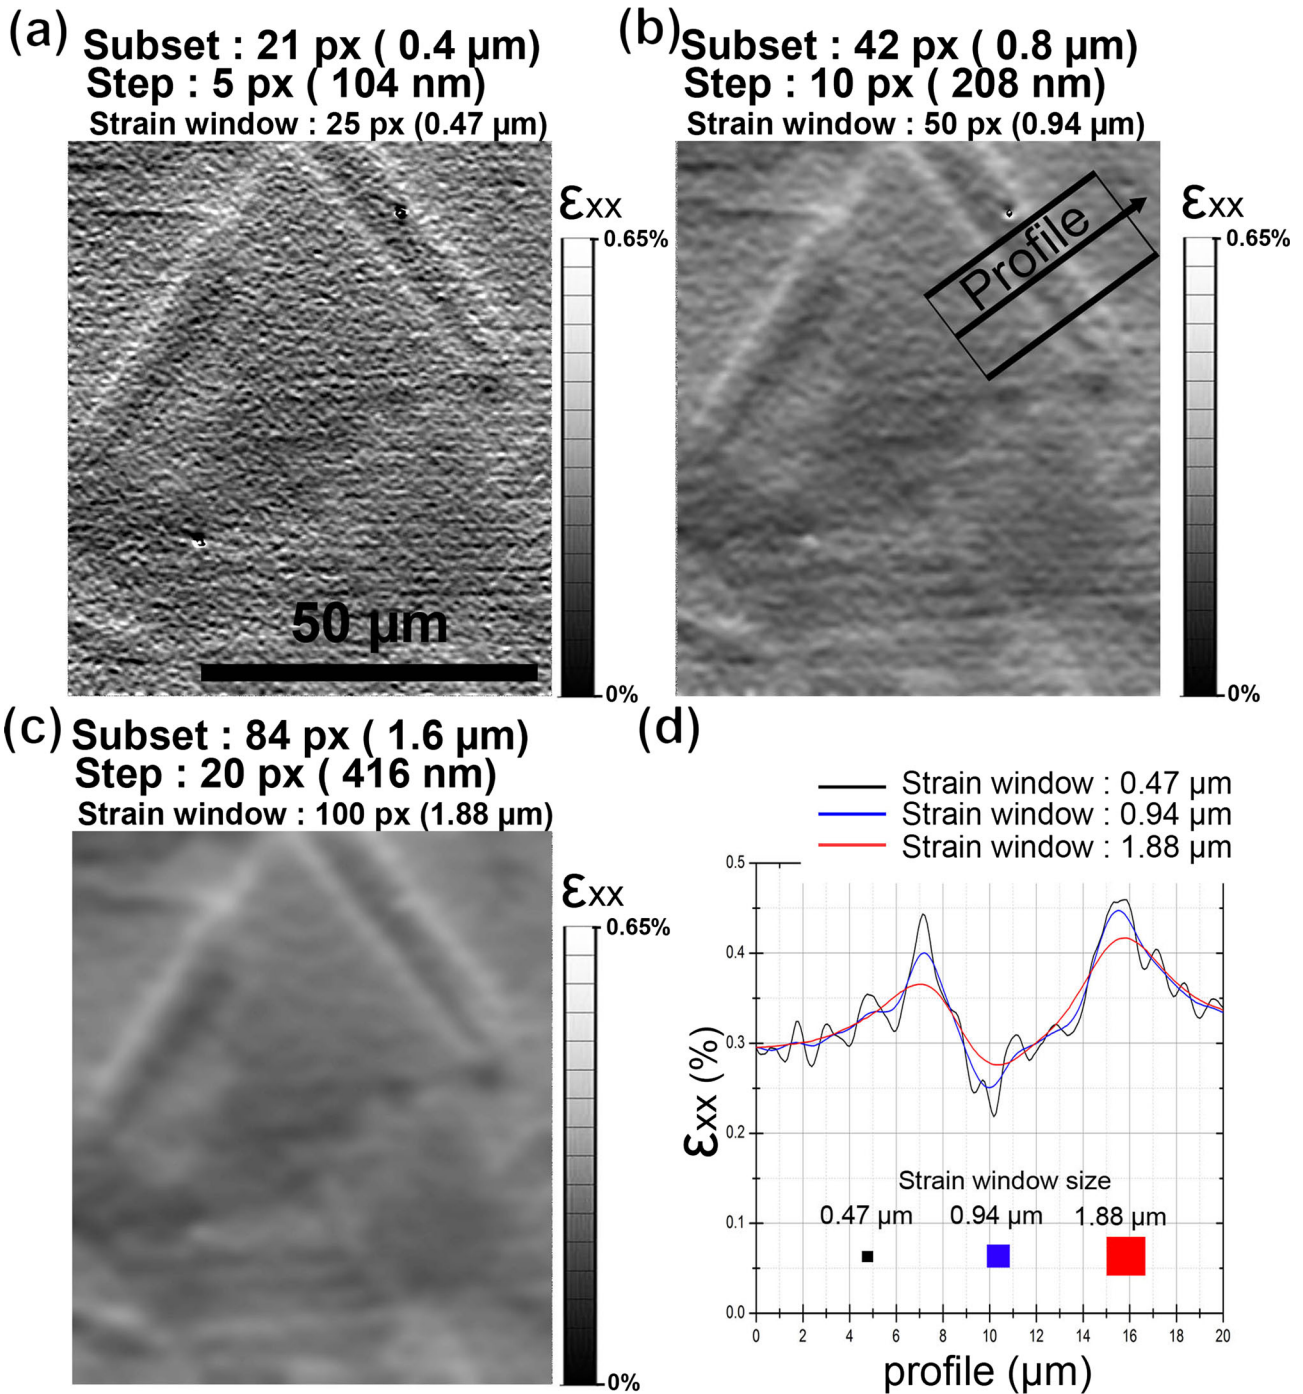 (a)
Subset : 21 px ( 0.4 µm)
Step : 5 px ( 104 nm)
Strain window : 25 px (0.47 µm)
εxx
0.65%
50 µm
0%
(b)
Subset : 42 px ( 0.8 µm)
Step : 10 px ( 208 nm)
Strain window : 50 px (0.94 µm)
Profile
εxx
0.65%
0%
(c)
Subset : 84 px ( 1.6 µm)
Step : 20 px ( 416 nm)
Strain window : 100 px (1.88 µm)
εxx
0.65%
0%
(d)
Strain window : 0.47 µm
Strain window : 0.94 µm
Strain window : 1.88 µm
0.5
0.4
0.3
0.2
0.1
0.0
εxx (%)
Strain window size
0.47 µm 0.94 µm 1.88 µm
0 2 4 6 8 10 12 14 16 18 20
profile (µm)